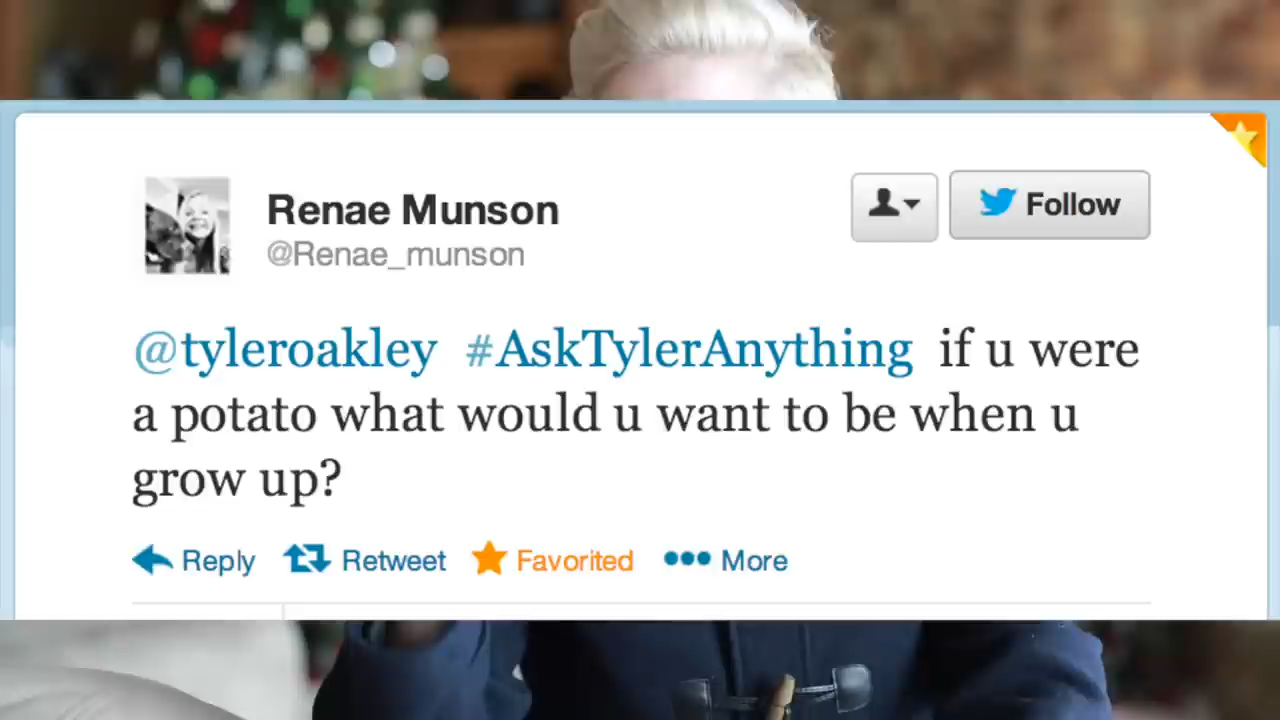 Renae Munson
Follow
@Renae_munson
@tyleroakley #AskTylerAnything if u were
a potato what would u want to be when u
grow up?
Reply Retweet Favorited More